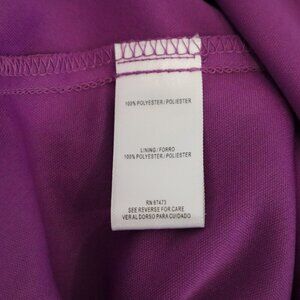 100% POLYESTER / POLIESTER
LINING / FORRO
100% POLYESTER / POLIESTER
RN 87473
SEE REVERSE FOR CARE
VER AL DORSO PARA CUIDADO